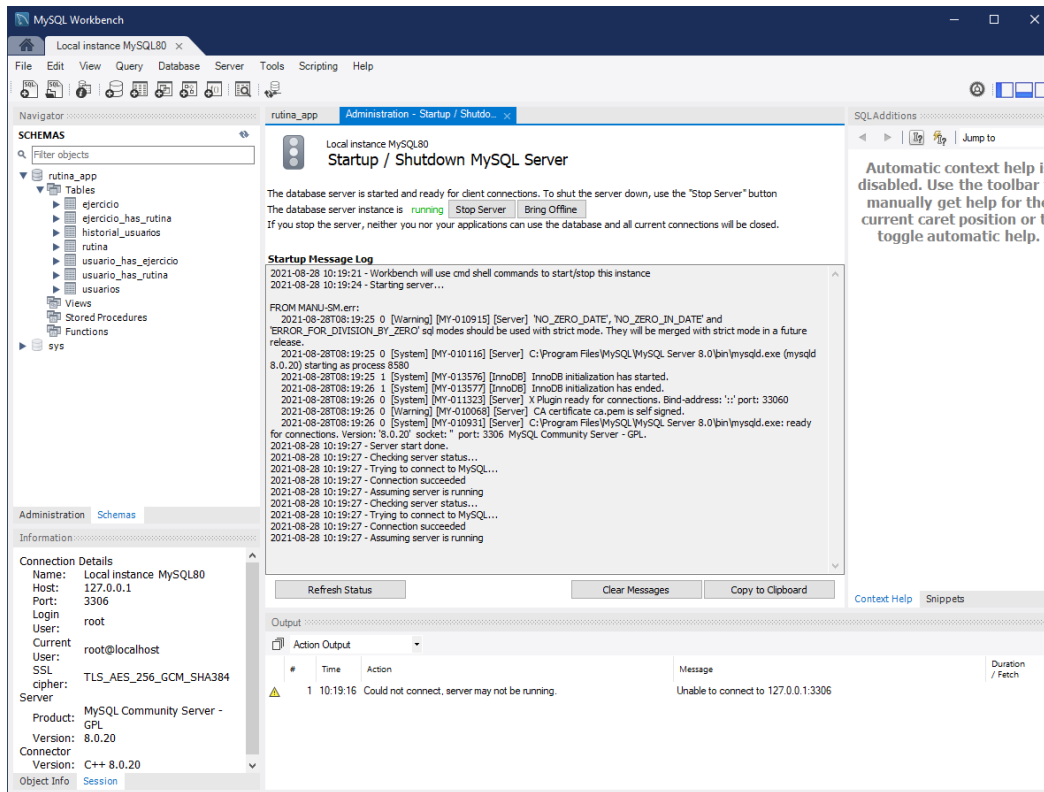 MySQL Workbench
Local instance MySQL80
File Edit View Query Database Server Tools Scripting Help
Navigator
SCHEMAS
Filter objects
rutina_app
Tables
ejercicio
ejercicio_has_rutina
historial_usuarios
rutina
usuario_has_ejercicio
usuario_has_rutina
usuarios
Views
Stored Procedures
Functions
sys
Administration Schemas
Information
Connection Details
Name: Local instance MySQL80
Host: 127.0.0.1
Port: 3306
Login User: root
Current User: root@localhost
SSL cipher: TLS_AES_256_GCM_SHA384
Server
Product: MySQL Community Server -
GPL
Version: 8.0.20
Connector
Version: C++ 8.0.20
Object Info Session
rutina_app Administration - Startup / Shutdo..
Local instance MySQL80
Startup / Shutdown MySQL Server
The database server is started and ready for client connections. To shut the server down, use the "Stop Server" button
The database server instance is running Stop Server Bring Offline
If you stop the server, neither you nor your applications can use the database and all current connections will be closed.
Startup Message Log
2021-08-28 10:19:21 - Workbench will use cmd shell commands to start/stop this instance
2021-08-28 10:19:24 - Starting server...
FROM MANU-SM.err:
2021-08-28T08:19:25 0 [Warning] [MY-010915] [Server] 'NO_ZERO_DATE', 'NO_ZERO_IN_DATE' and
'ERROR_FOR_DIVISION_BY_ZERO' sql modes should be used with strict mode. They will be merged with strict mode in a future
release.
2021-08-28T08:19:25 0 [System] [MY-010116] [Server] C:\Program Files\MySQL\MySQL Server 8.0\bin\mysqld.exe (mysqld
8.0.20) starting as process 8580
2021-08-28T08:19:25 1 [System] [MY-013576] [InnoDB] InnoDB initialization has started.
2021-08-28T08:19:26 1 [System] [MY-013577] [InnoDB] InnoDB initialization has ended.
2021-08-28T08:19:26 0 [System] [MY-011323] [Server] X Plugin ready for connections. Bind-address: '::' port: 33060
2021-08-28T08:19:26 0 [Warning] [MY-010068] [Server] CA certificate ca.pem is self signed.
2021-08-28T08:19:26 0 [System] [MY-010931] [Server] C:\Program Files\MySQL\MySQL Server 8.0\bin\mysqld.exe: ready
for connections. Version: '8.0.20' socket: '' port: 3306 MySQL Community Server - GPL.
2021-08-28 10:19:27 - Server start done.
2021-08-28 10:19:27 - Checking server status...
2021-08-28 10:19:27 - Trying to connect to MySQL...
2021-08-28 10:19:27 - Connection succeeded
2021-08-28 10:19:27 - Assuming server is running
2021-08-28 10:19:27 - Checking server status...
2021-08-28 10:19:27 - Trying to connect to MySQL...
2021-08-28 10:19:27 - Connection succeeded
2021-08-28 10:19:27 - Assuming server is running
Refresh Status Clear Messages Copy to Clipboard
Output
Action Output
# Time Action Message Duration / Fetch
1 10:19:16 Could not connect, server may not be running. Unable to connect to 127.0.0.1:3306
SQLAdditions
Jump to
Automatic context help i
disabled. Use the toolbar
manually get help for the
current caret position or t
toggle automatic help.
Context Help Snippets